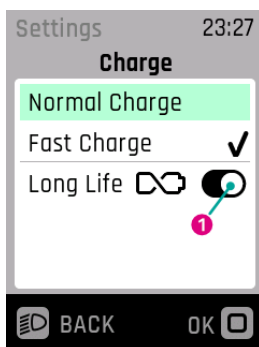 Settings 23:27
Charge
Normal Charge
Fast Charge
Long Life
1
BACK OK